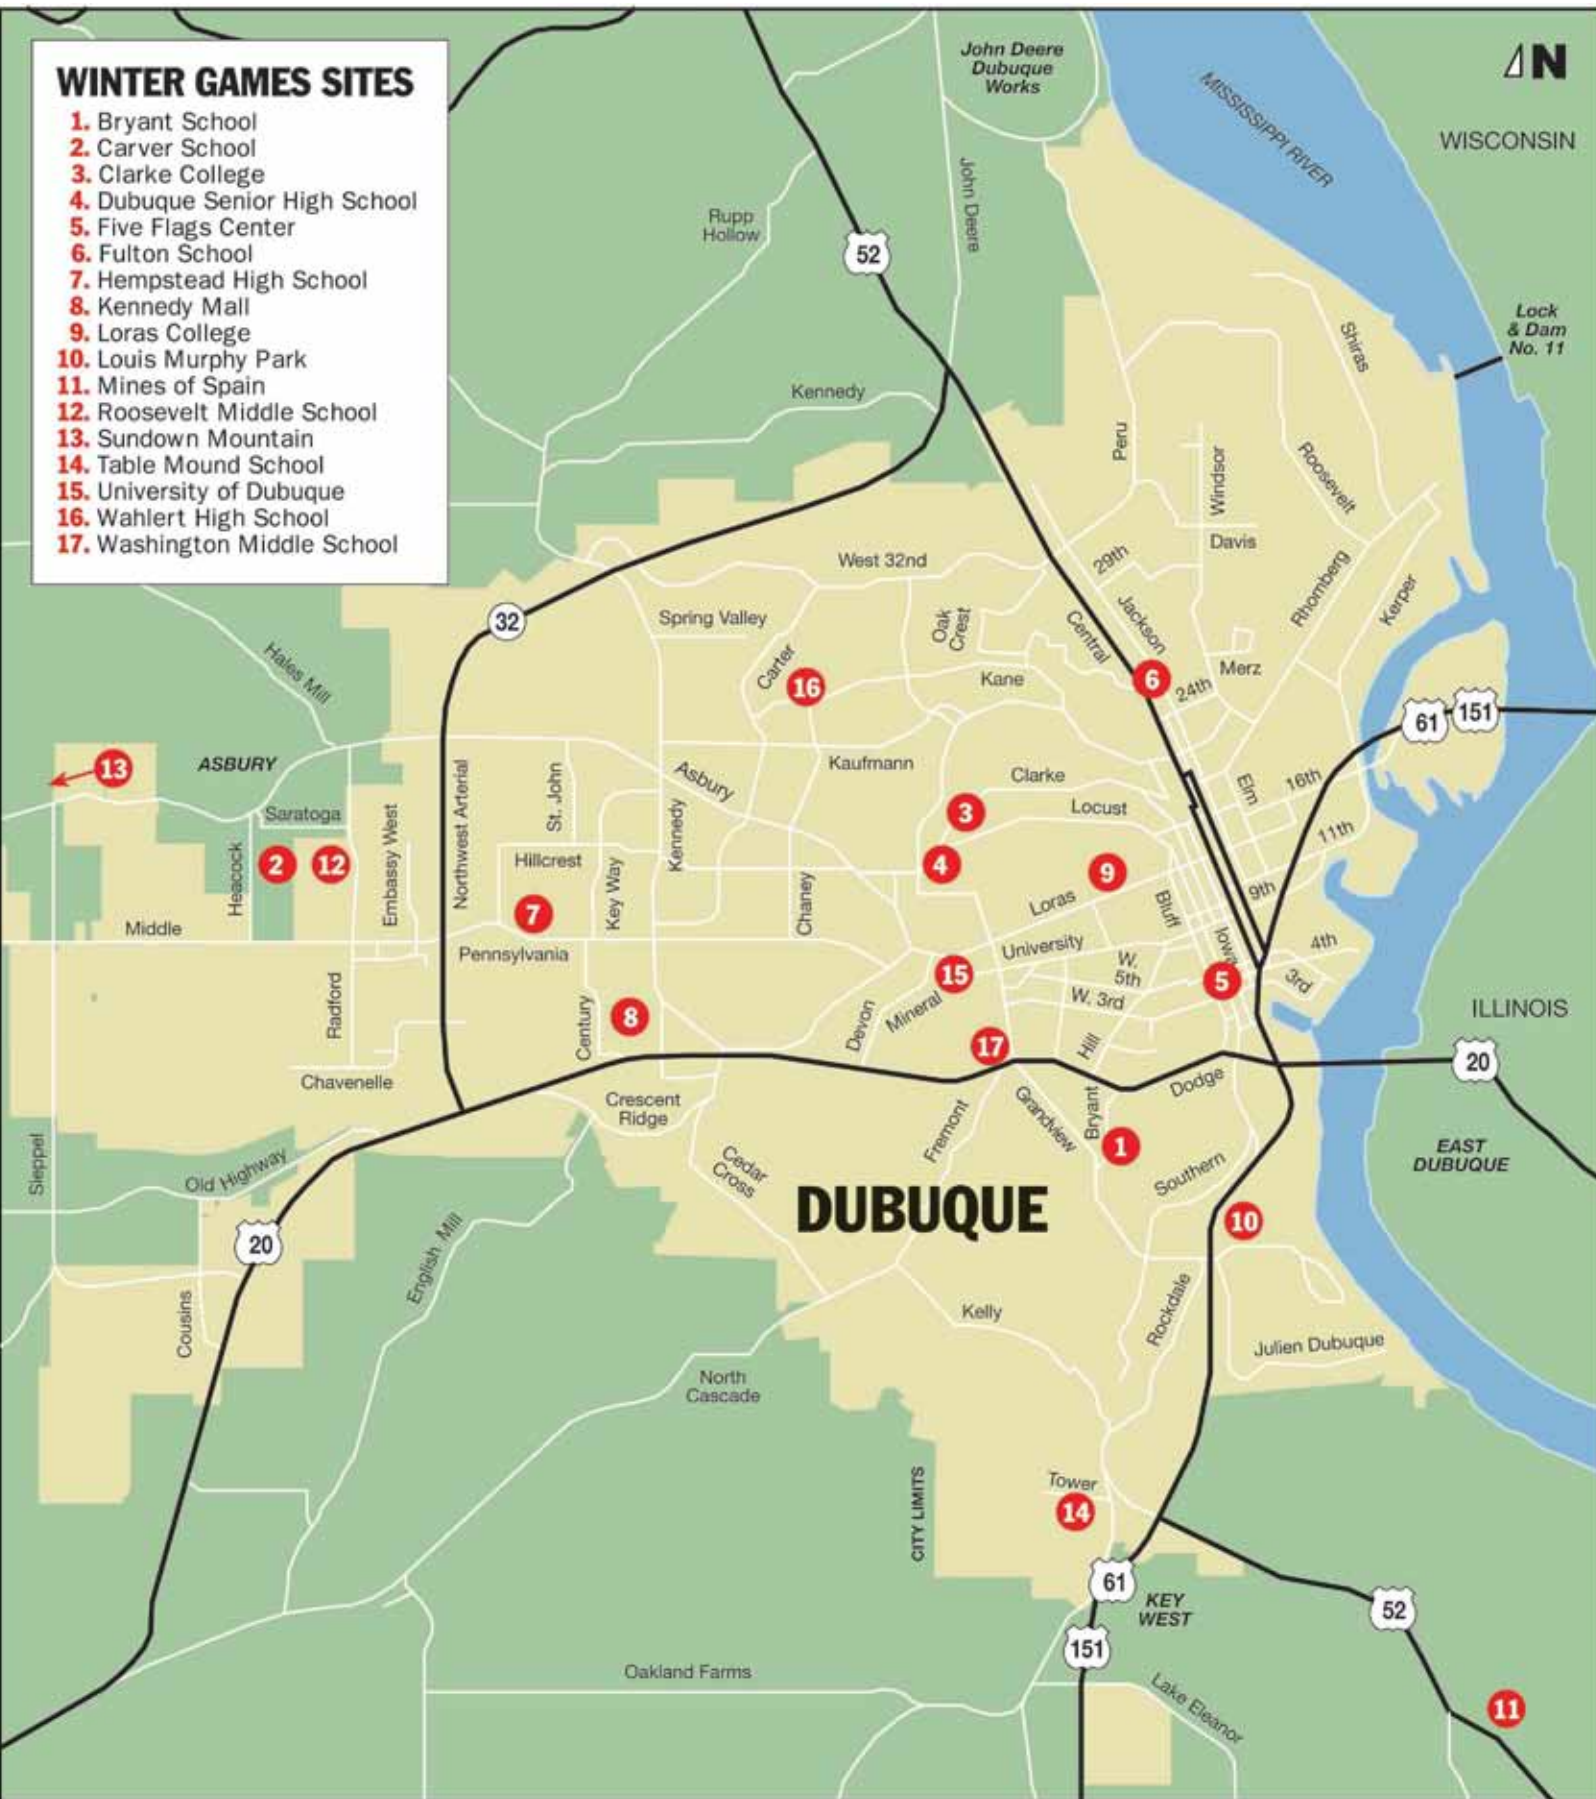 WINTER GAMES SITES
1. Bryant School
2. Carver School
3. Clarke College
4. Dubuque Senior High School
5. Five Flags Center
6. Fulton School
7. Hempstead High School
8. Kennedy Mall
9. Loras College
10. Louis Murphy Park
11. Mines of Spain
12. Roosevelt Middle School
13. Sundown Mountain
14. Table Mound School
15. University of Dubuque
16. Wahlert High School
17. Washington Middle School
John Deere
Dubuque
Works
N
MISSISSIPPI RIVER
WISCONSIN
John Deere
Rupp
Hollow
52
Lock
& Dam
No. 11
Shiras
Kennedy
Peru
Windsor
Roosevelt
Davis
29th
West 32nd
Rhomberg
Kerper
Jackson
Spring Valley
32
Oak
Crest
Central
Merz
Hales Mill
Carter
16
Kane
6
24th
61
151
13
ASBURY
Kaufmann
Asbury
Clarke
Elm
16th
Northwest Arterial
St. John
Saratoga
3
Locust
11th
Embassy West
Kennedy
Hillcrest
Heacock
2
12
4
9
Key Way
Chaney
9th
Loras
Bluff
7
Middle
Pennsylvania
University
Iowa
4th
W.
5th
15
5
3rd
Radford
Century
8
Devon
Mineral
W. 3rd
ILLINOIS
17
Hill
20
Chavenelle
Dodge
Crescent
Ridge
Fremont
Grandview
Bryant
1
EAST
DUBUQUE
Sieppel
Old Highway
Cedar
Cross
Southern
DUBUQUE
10
20
English Mill
Cousins
Kelly
Rockdale
Julien Dubuque
North
Cascade
CITY LIMITS
Tower
14
61
KEY
WEST
52
151
Oakland Farms
Lake Eleanor
11